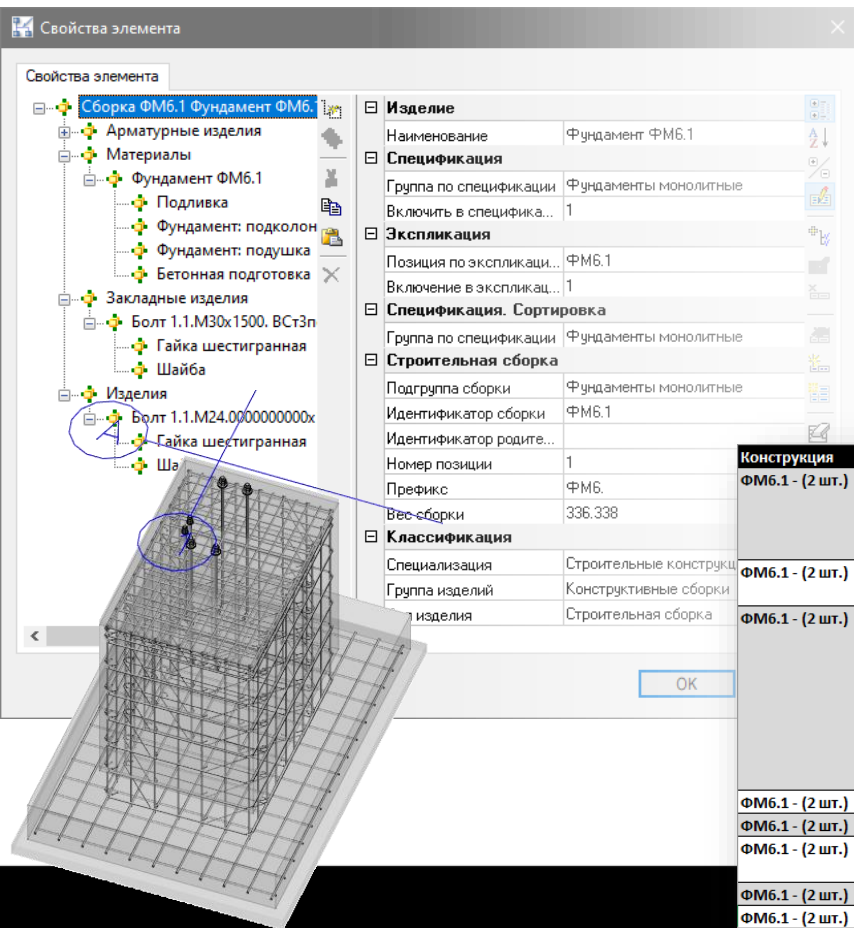 Свойства элемента
Свойства элемента
Сборка ФМ6.1 Фундамент ФМ6.
Арматурные изделия
Материалы
Фундамент ФМ6.1
Подливка
Фундамент: подколон
Фундамент: подушка
Бетонная подготовка
Закладные изделия
Болт 1.1.М30х1500. ВСт3п
Гайка шестигранная
Шайба
Изделия
Болт 1.1.М24.0000000000х
Гайка шестигранная
Ша
Изделие
Наименование Фундамент ФМ6.1
Спецификация
Группа по спецификации Фундаменты монолитные
Включить в специфика... 1
Экспликация
Позиция по экспликаци... ФМ6.1
Включение в экспликац... 1
Спецификация. Сортировка
Группа по спецификации Фундаменты монолитные
Строительная сборка
Подгруппа сборки Фундаменты монолитные
Идентификатор сборки ФМ6.1
Идентификатор родите...
Номер позиции 1
Префикс ФМ6.
Вес сборки 336.338
Классификация
Специализация Строительные конструкц
Группа изделий Конструктивные сборки
изделия Строительная сборка
OK
Конструкция
ФМ6.1 - (2 шт.)
ФМ6.1 - (2 шт.)
ФМ6.1 - (2 шт.)
ФМ6.1 - (2 шт.)
ФМ6.1 - (2 шт.)
ФМ6.1 - (2 шт.)
ФМ6.1 - (2 шт.)
ФМ6.1 - (2 шт.)